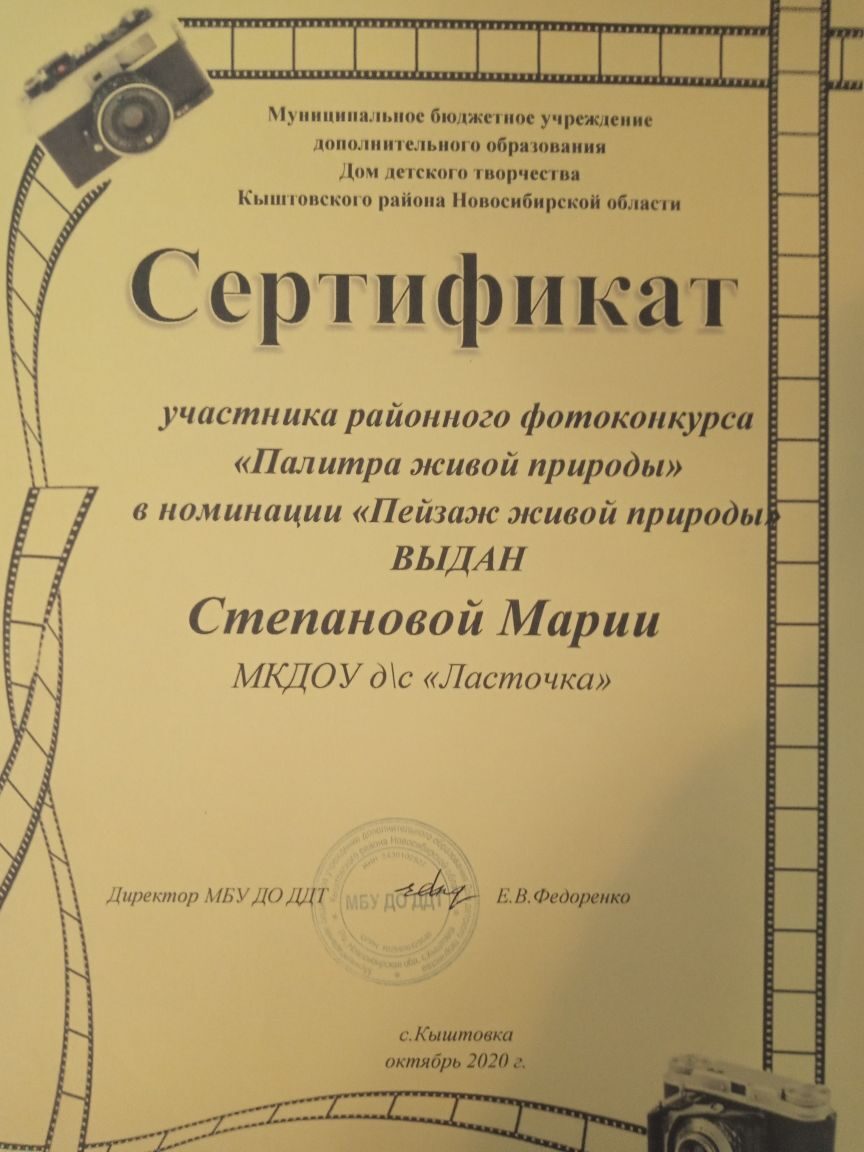 Муниципальное бюджетное учреждение
дополнительного образования
Дом детского творчества
Кыштовского района Новосибирской области
Сертификат
участника районного фотоконкурса
«Палитра живой природы»
в номинации «Пейзаж живой природы»
ВЫДАН
Степановой Марии
МКДОУ д\с «Ласточка»
Директор МБУ ДО ДДТ
МБУ ДО ДДТ
Е.В.Федоренко
с.Кыштовка
октябрь 2020 г.